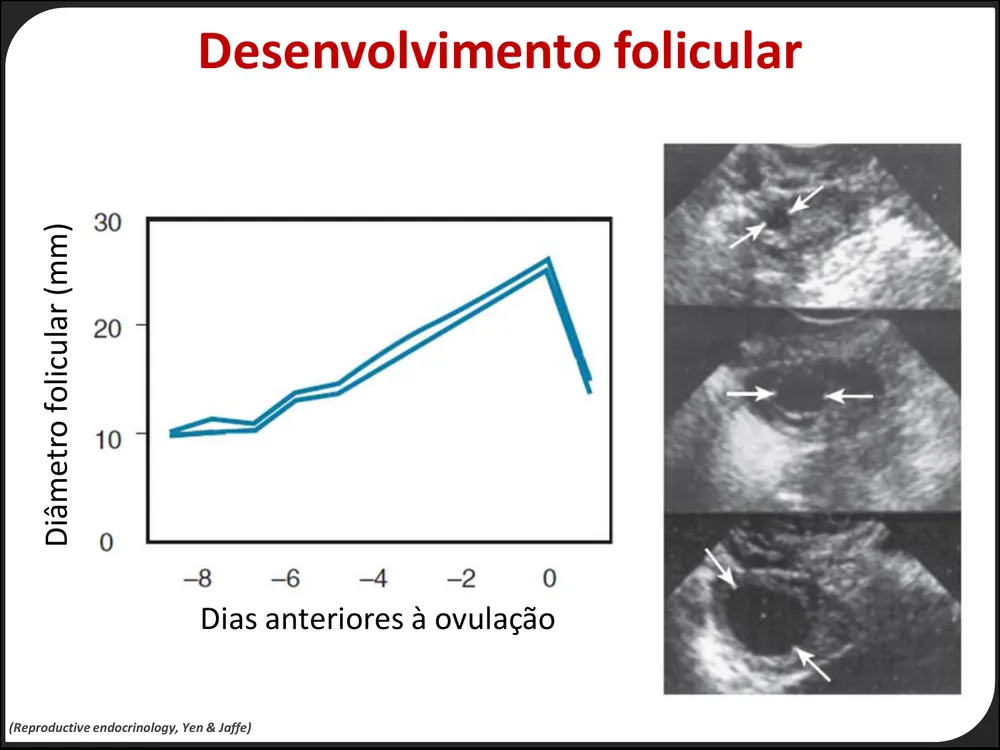 Desenvolvimento folicular
Diâmetro folicular (mm)
30
20
10
0
–8 –6 –4 –2 0
Dias anteriores à ovulação
(Reproductive endocrinology, Yen & Jaffe)